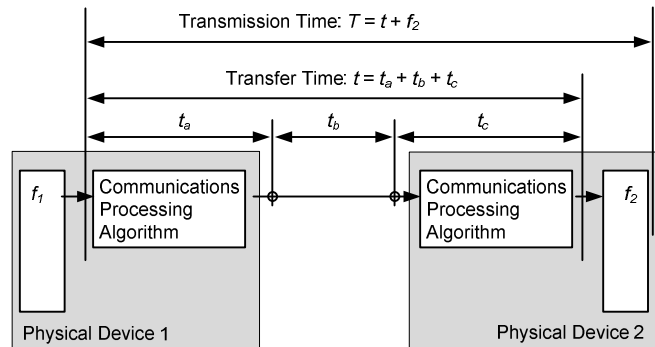 Transmission Time: T = t + f2
Transfer Time: t = ta + tb + tc
ta
tb
tc
f1
Communications
Processing
Algorithm
Communications
Processing
Algorithm
f2
Physical Device 1
Physical Device 2